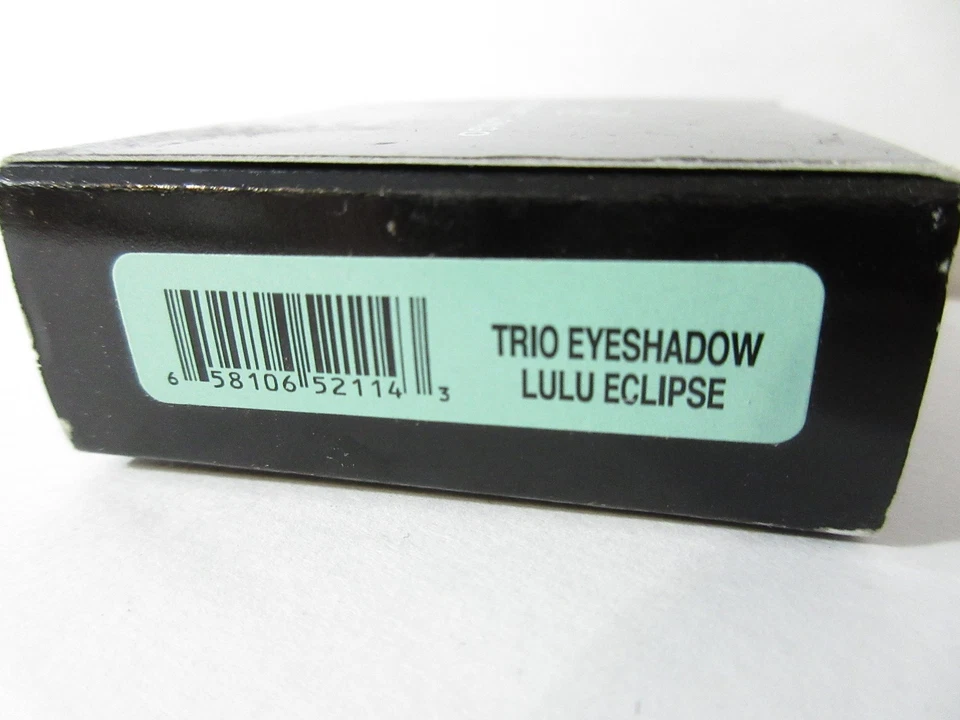 TRIO EYESHADOW
LULU ECLIPSE
6 58106 52114 3